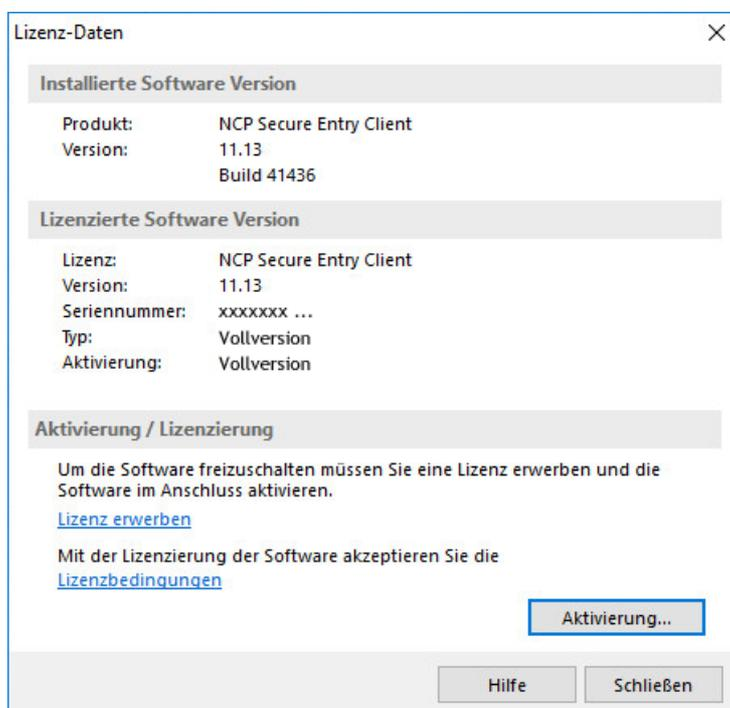 Lizenz-Daten
Installierte Software Version
Produkt: NCP Secure Entry Client
Version: 11.13
Build 41436
Lizenzierte Software Version
Lizenz: NCP Secure Entry Client
Version: 11.13
Seriennummer: xxxxxxx ...
Typ: Vollversion
Aktivierung: Vollversion
Aktivierung / Lizenzierung
Um die Software freizuschalten müssen Sie eine Lizenz erwerben und die
Software im Anschluss aktivieren.
Lizenz erwerben
Mit der Lizenzierung der Software akzeptieren Sie die
Lizenzbedingungen
Aktivierung...
Hilfe Schließen